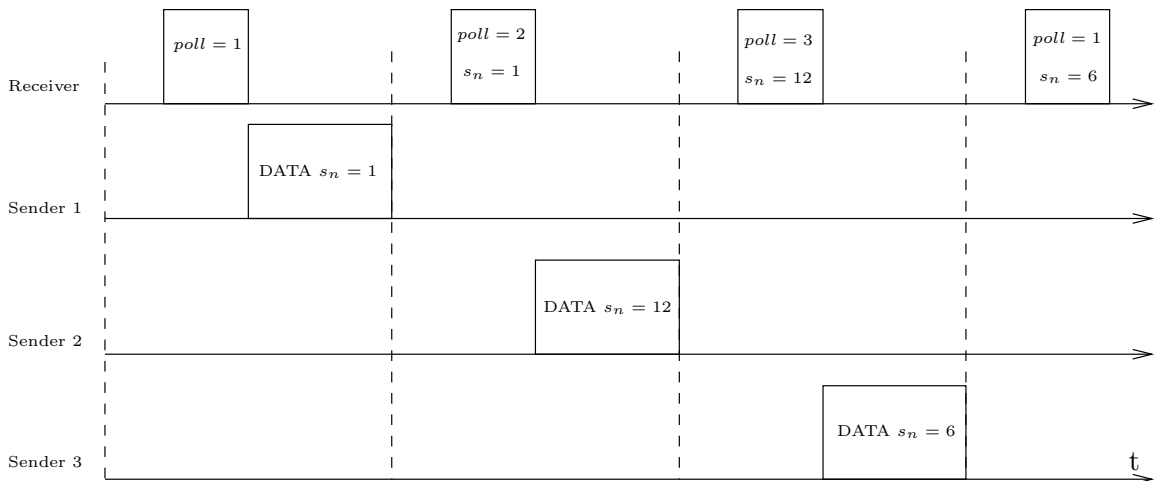 poll = 1
poll = 2
s_n = 1
poll = 3
s_n = 12
poll = 1
s_n = 6
Receiver
DATA s_n = 1
Sender 1
DATA s_n = 12
Sender 2
DATA s_n = 6
Sender 3
t